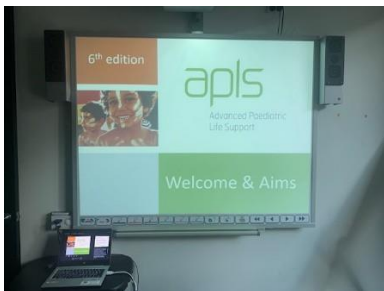 6th edition
apls
Advanced Paediatric
Life Support
Welcome & Aims